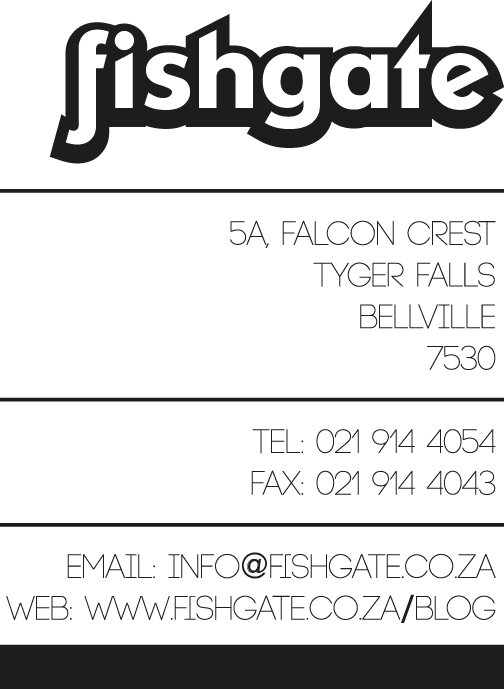 fishgate
5A, FALCON CREST
TYGER FALLS
BELLVILLE
7530
TEL: 021 914 4054
FAX: 021 914 4043
EMAIL: INFO@FISHGATE.CO.ZA
WEB: WWW.FISHGATE.CO.ZA/BLOG